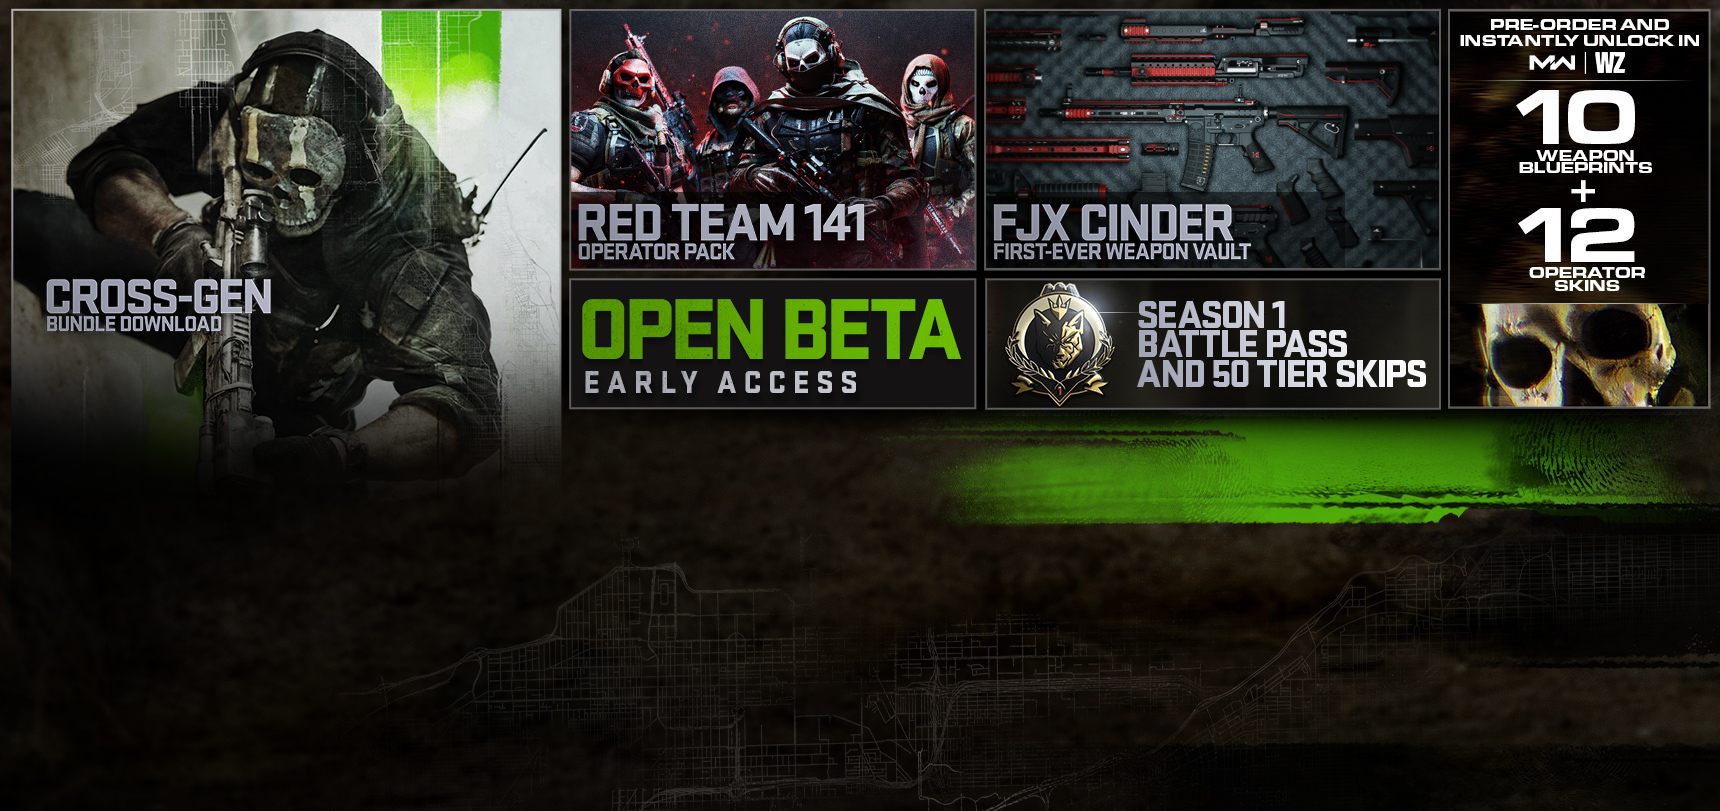 CROSS-GEN
BUNDLE DOWNLOAD
RED TEAM 141
OPERATOR PACK
FJX CINDER
FIRST-EVER WEAPON VAULT
OPEN BETA
EARLY ACCESS
1
SEASON 1
BATTLE PASS
AND 50 TIER SKIPS
PRE-ORDER AND
INSTANTLY UNLOCK IN
MW | WZ
10
WEAPON
BLUEPRINTS
+
12
OPERATOR
SKINS